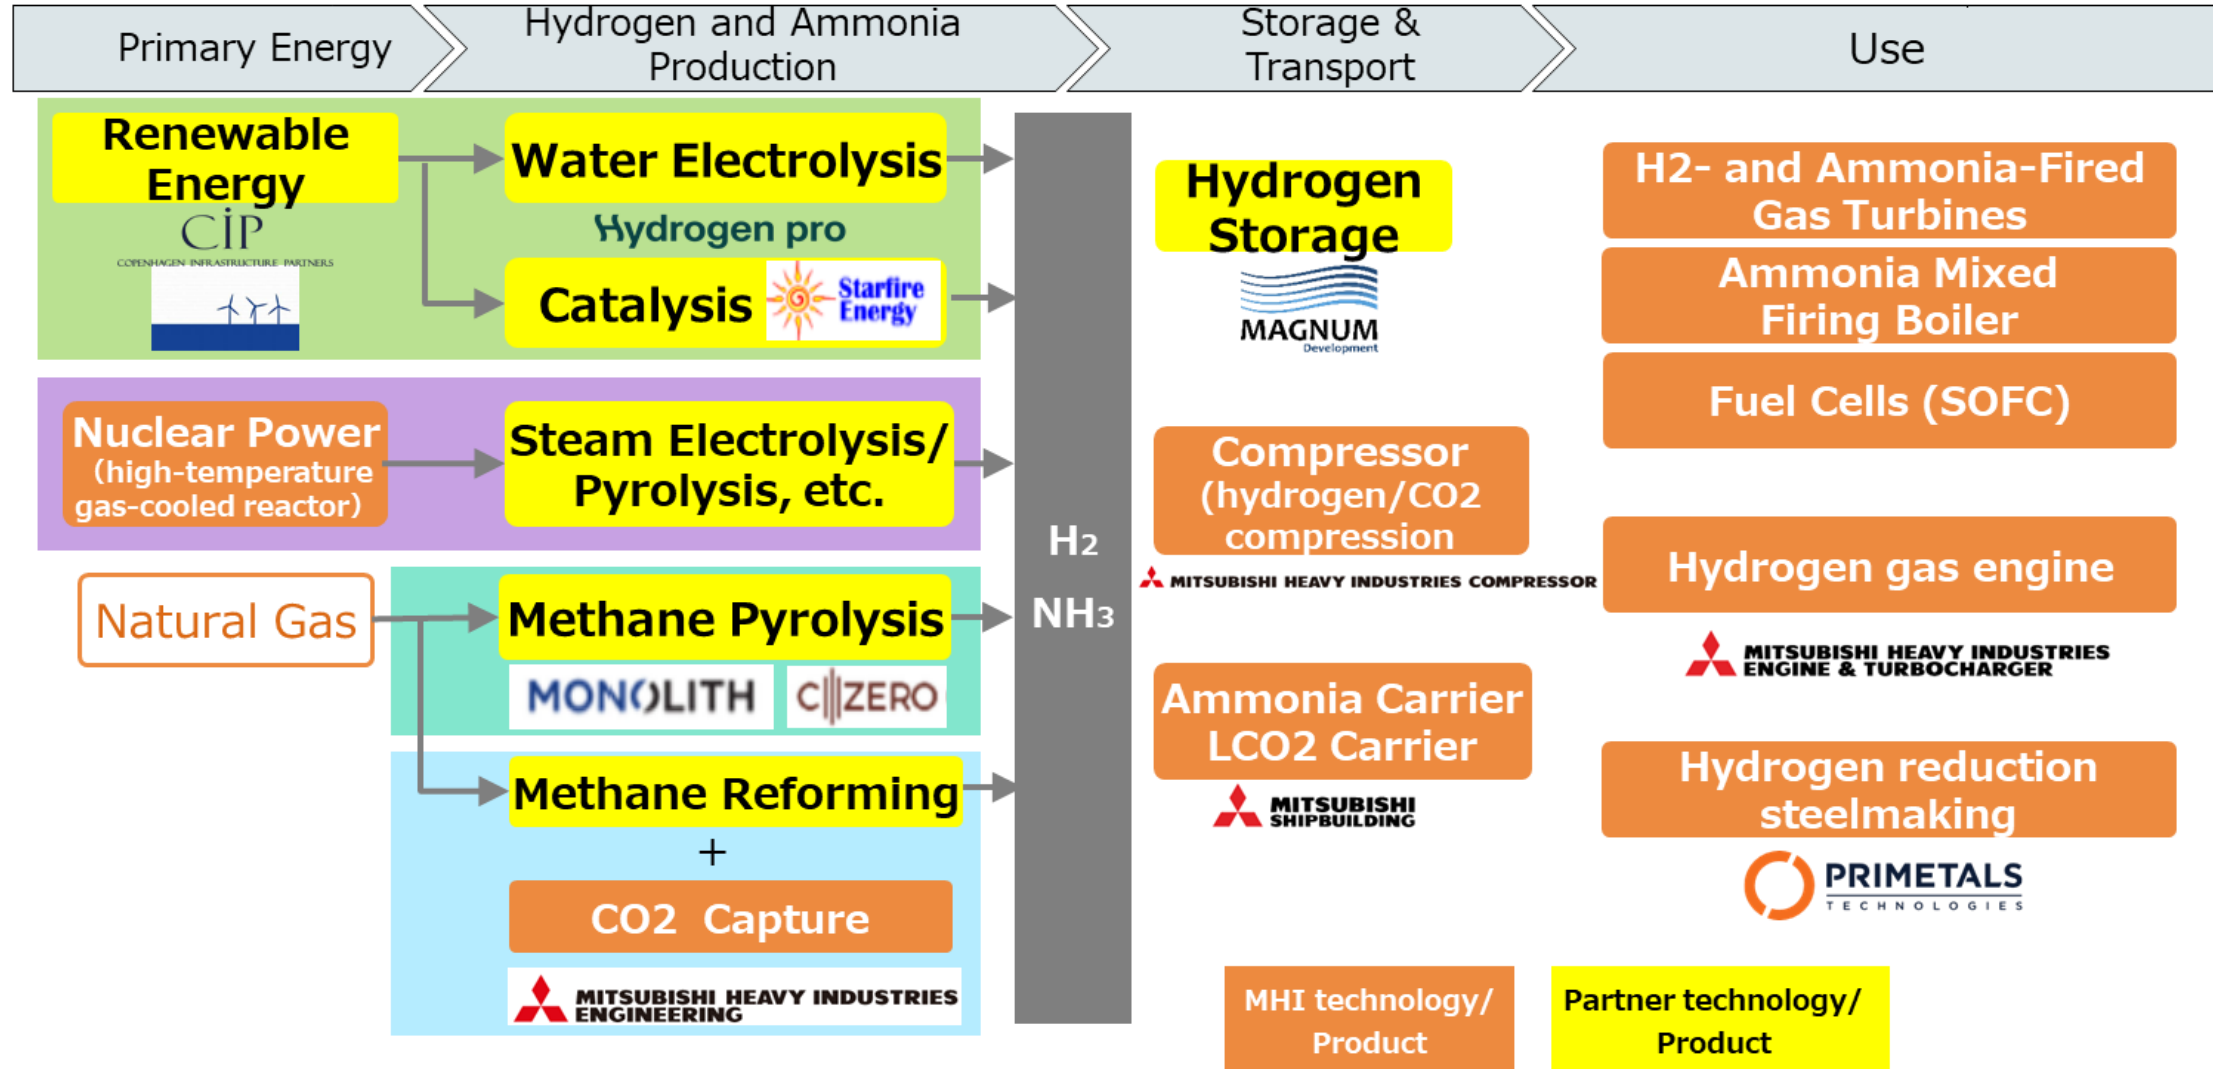 Primary Energy
Hydrogen and Ammonia
Production
Storage &
Transport
Use
Renewable
Energy
CIP
COPENHAGEN INFRASTRUCTURE PARTNERS
Water Electrolysis
Hydrogen pro
Catalysis
Starfire
Energy
Nuclear Power
(high-temperature
gas-cooled reactor)
Steam Electrolysis/
Pyrolysis, etc.
Natural Gas
Methane Pyrolysis
MONOLITH
C||ZERO
Methane Reforming
+
CO2 Capture
MITSUBISHI HEAVY INDUSTRIES
ENGINEERING
H2
NH3
Hydrogen
Storage
MAGNUM
Development
Compressor
(hydrogen/CO2
compression
MITSUBISHI HEAVY INDUSTRIES COMPRESSOR
Ammonia Carrier
LCO2 Carrier
MITSUBISHI
SHIPBUILDING
H2- and Ammonia-Fired
Gas Turbines
Ammonia Mixed
Firing Boiler
Fuel Cells (SOFC)
Hydrogen gas engine
MITSUBISHI HEAVY INDUSTRIES
ENGINE & TURBOCHARGER
Hydrogen reduction
steelmaking
PRIMETALS
TECHNOLOGIES
MHI technology/
Product
Partner technology/
Product